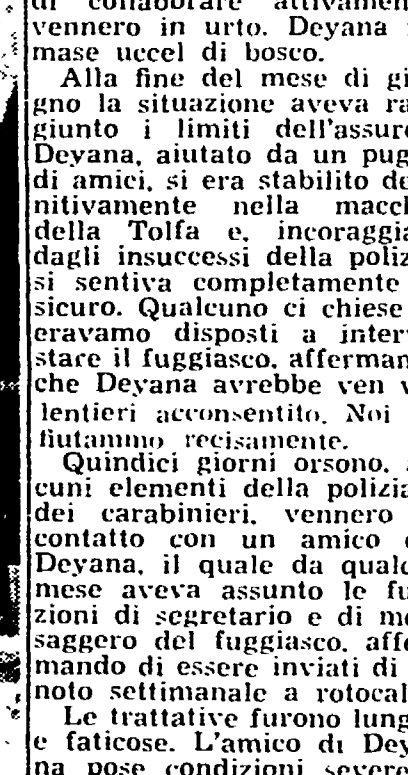 di collaborare attivamen
vennero in urto. Deyana
mase uccel di bosco.
Alla fine del mese di gi
gno la situazione aveva ra
giunto i limiti dell'assur
Deyana, aiutato da un pug
di amici, si era stabilito de
nitivamente nella macc
della Tolfa e, incoraggia
dagli insuccessi della poliz
si sentiva completamente
sicuro. Qualcuno ci chiese
eravamo disposti a inter
stare il fuggiasco, afferman
che Deyana avrebbe ven v
lentieri acconsentito. Noi
fiutammo recisamente.
Quindici giorni orsono, a
cuni elementi della polizia
dei carabinieri, vennero
contatto con un amico
Deyana, il quale da qualc
mese aveva assunto le fu
zioni di segretario e di me
saggero del fuggiasco, affe
mando di essere inviati di
noto settimanale a rotocal
Le trattative furono lung
e faticose. L'amico di Dey
na pose condizioni severe